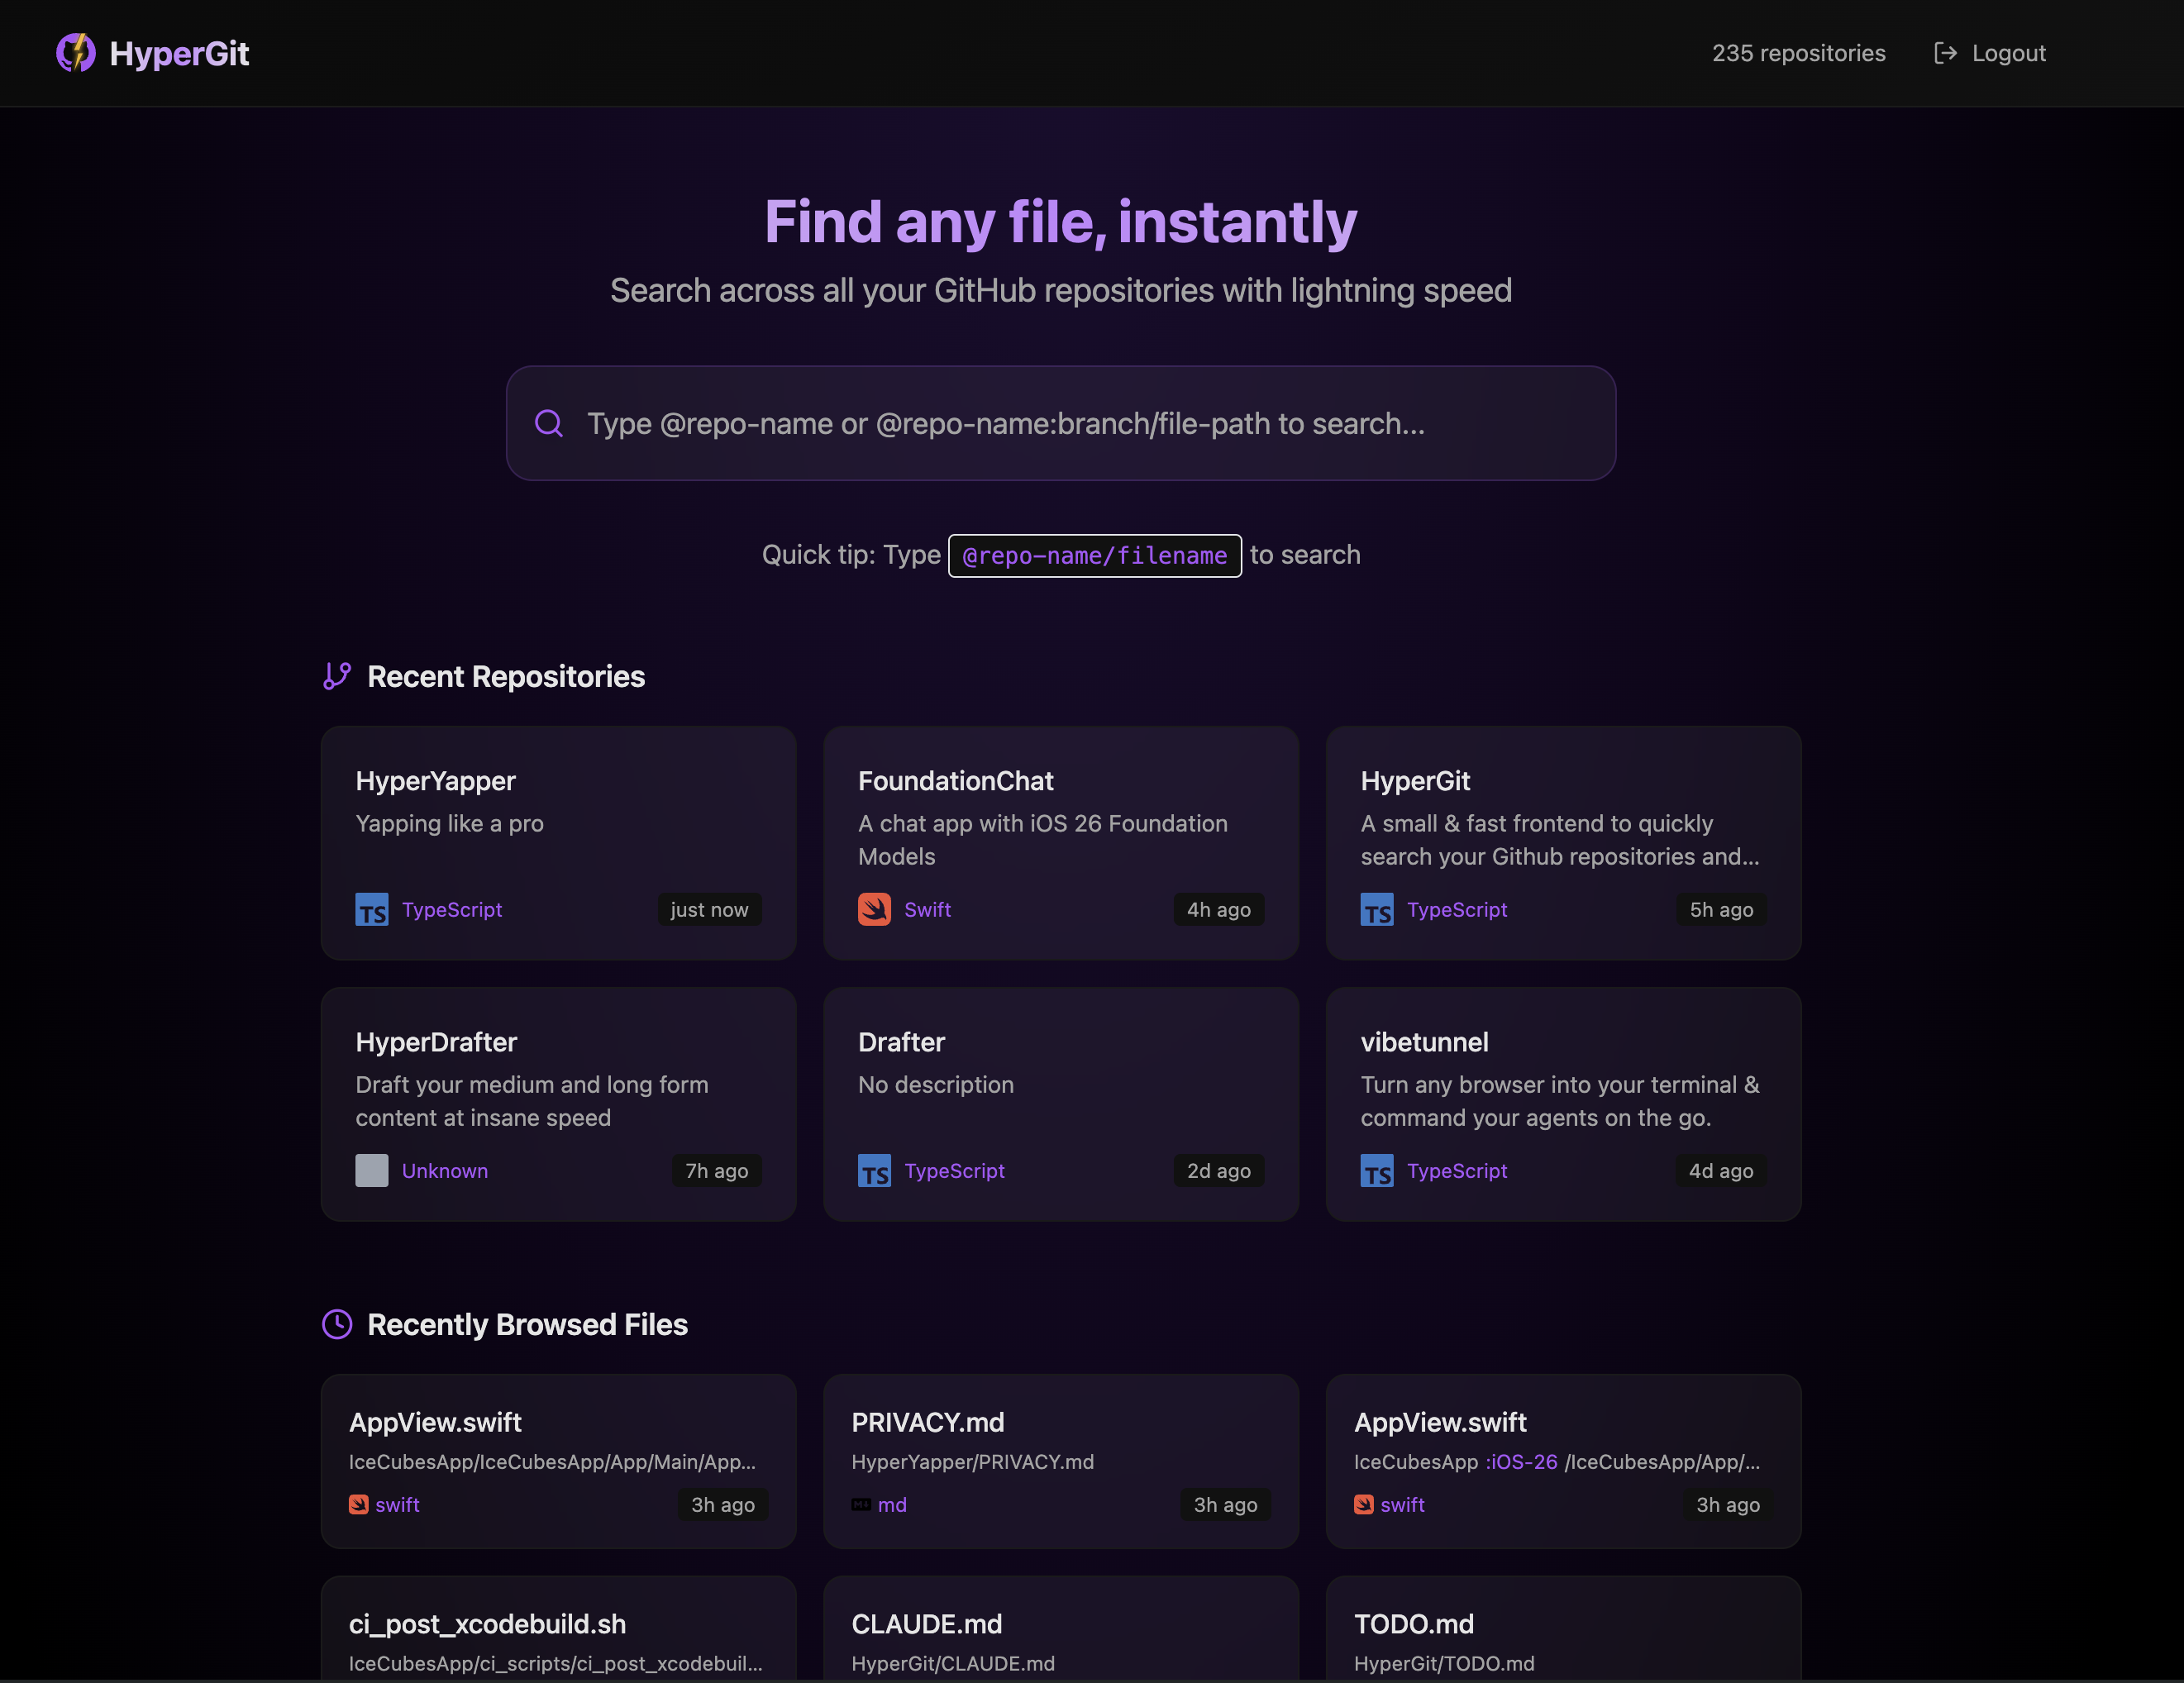 HyperGit
235 repositories
Logout
Find any file, instantly
Search across all your GitHub repositories with lightning speed
Type @repo-name or @repo-name:branch/file-path to search...
Quick tip: Type @repo-name/filename to search
Recent Repositories
HyperYapper
Yapping like a pro
TS TypeScript
just now
FoundationChat
A chat app with iOS 26 Foundation
Models
Swift
4h ago
HyperGit
A small & fast frontend to quickly
search your Github repositories and...
TS TypeScript
5h ago
HyperDrafter
Draft your medium and long form
content at insane speed
Unknown
7h ago
Drafter
No description
TS TypeScript
2d ago
vibetunnel
Turn any browser into your terminal &
command your agents on the go.
TS TypeScript
4d ago
Recently Browsed Files
AppView.swift
IceCubesApp/IceCubesApp/App/Main/App...
swift
3h ago
PRIVACY.md
HyperYapper/PRIVACY.md
md
3h ago
AppView.swift
IceCubesApp :iOS-26 /IceCubesApp/App/...
swift
3h ago
ci_post_xcodebuild.sh
IceCubesApp/ci_scripts/ci_post_xcodebuil...
CLAUDE.md
HyperGit/CLAUDE.md
TODO.md
HyperGit/TODO.md